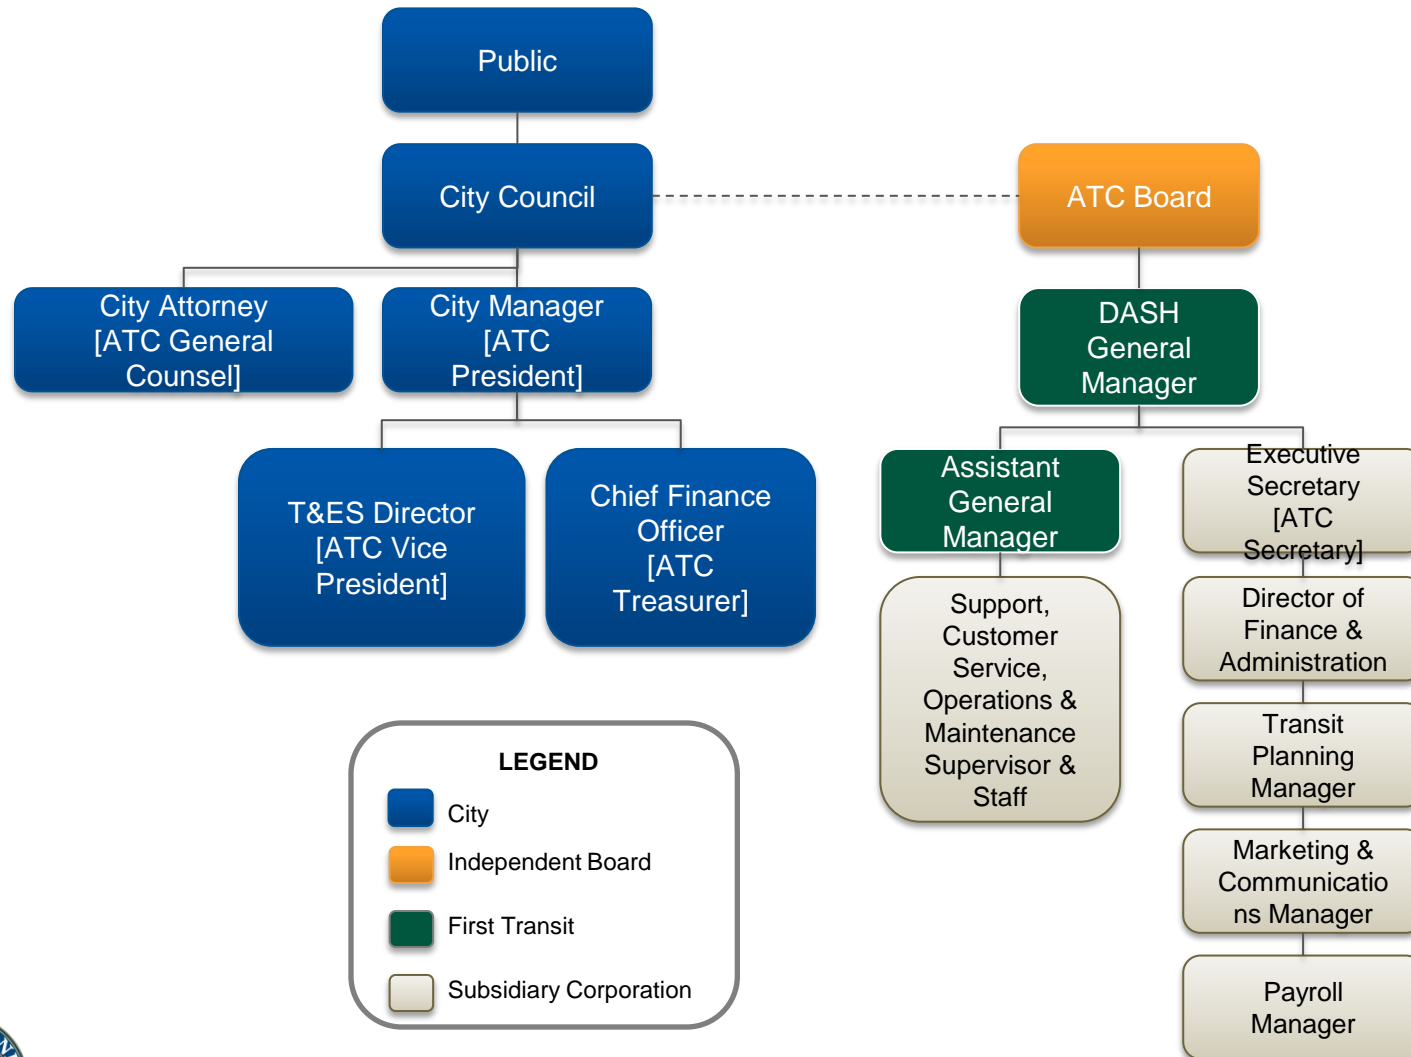 Public
City Council
ATC Board
City Attorney
[ATC General
Counsel]
City Manager
[ATC
President]
DASH
General
Manager
T&ES Director
[ATC Vice
President]
Chief Finance
Officer
[ATC
Treasurer]
Assistant
General
Manager
Executive
Secretary
[ATC
Secretary]
Support,
Customer
Service,
Operations &
Maintenance
Supervisor &
Staff
Director of
Finance &
Administration
Transit
Planning
Manager
Marketing &
Communicatio
ns Manager
Payroll
Manager
LEGEND
City
Independent Board
First Transit
Subsidiary Corporation